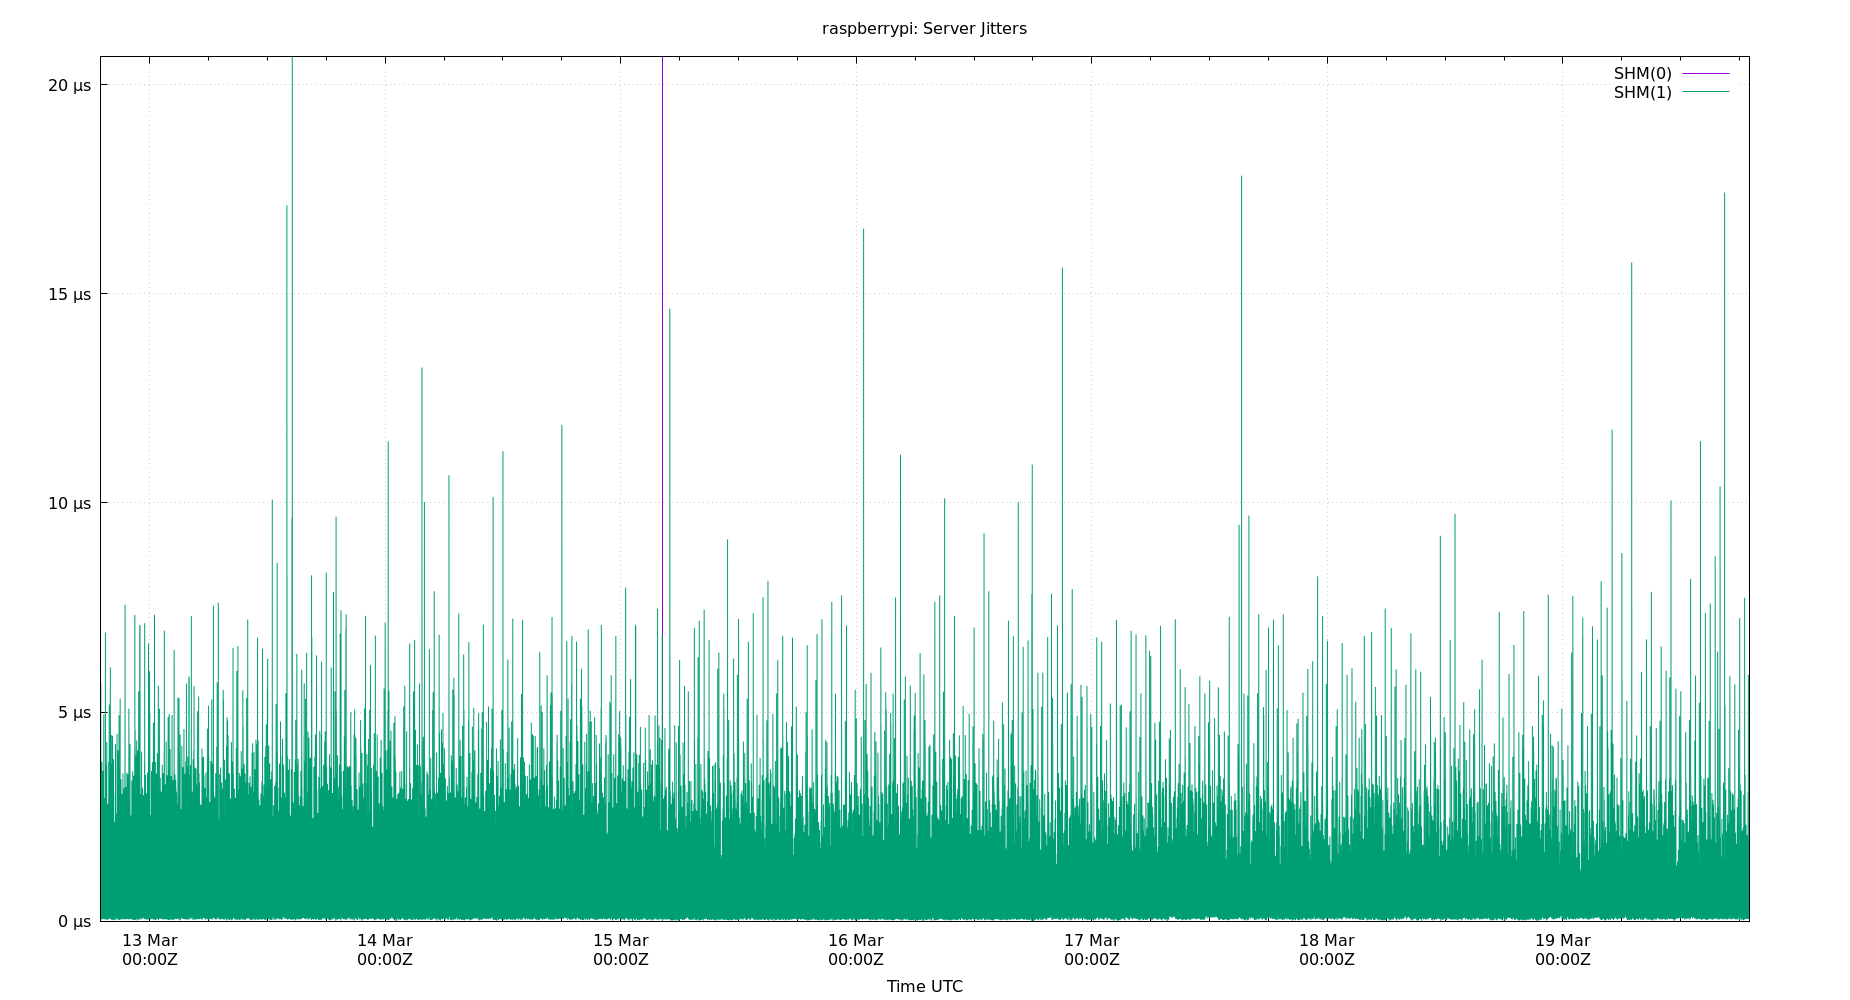 raspberrypi: Server Jitters
SHM(0)
SHM(1)
20 µs
15 µs
10 µs
5 µs
0 µs
13 Mar 14 Mar 15 Mar 16 Mar 17 Mar 18 Mar 19 Mar
00:00Z 00:00Z 00:00Z 00:00Z 00:00Z 00:00Z 00:00Z
Time UTC